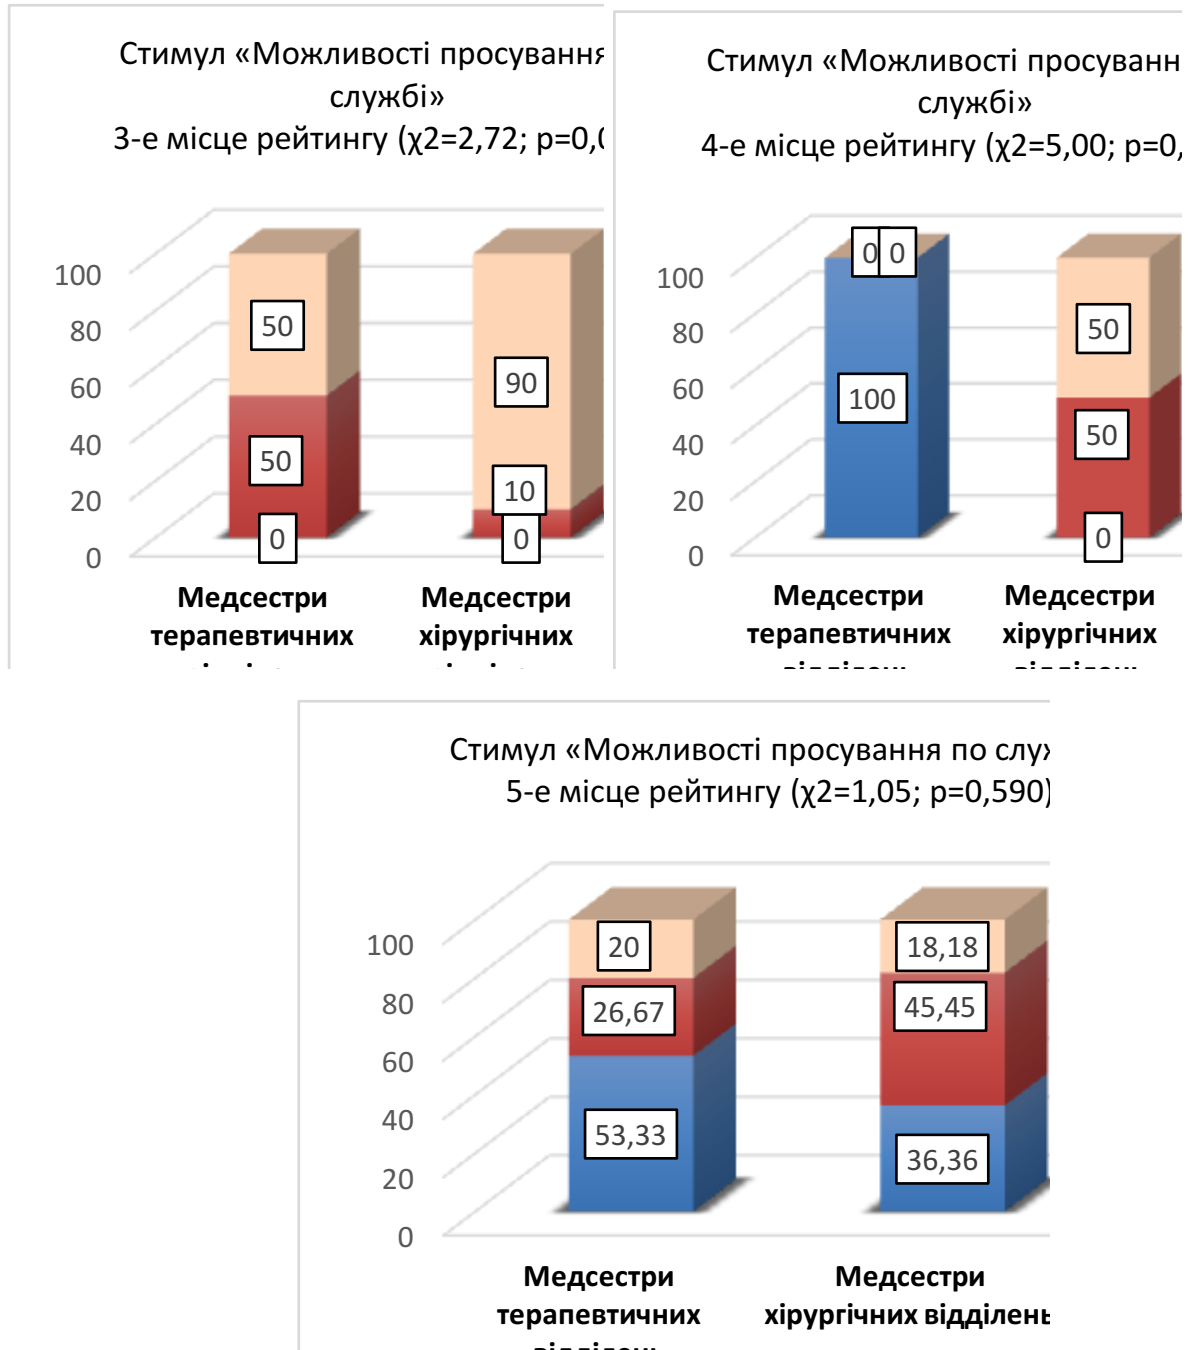 Стимул «Можливості просування
службі»
3-е місце рейтингу (χ2=2,72; p=0,0
100
80
60
40
20
0
50
50
0
90
10
0
Медсестри
терапевтичних
Медсестри
хірургічних
Стимул «Можливості просуванн
службі»
4-е місце рейтингу (χ2=5,00; p=0,
100
80
60
40
20
0
0 0
100
50
50
0
Медсестри
терапевтичних
відділень
Медсестри
хірургічних
відділень
Стимул «Можливості просування по слу
5-е місце рейтингу (χ2=1,05; p=0,590)
100
80
60
40
20
0
20
26,67
53,33
18,18
45,45
36,36
Медсестри
терапевтичних
відділень
Медсестри
хірургічних відділень